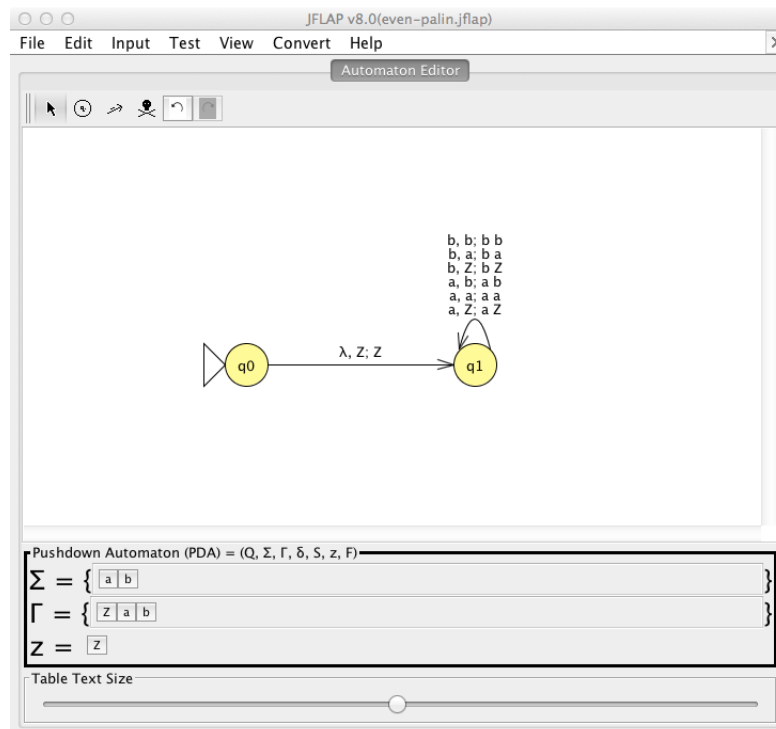 JFLAP v8.0(even-palin.jflap)
File Edit Input Test View Convert Help
Automaton Editor
b, b; b b
b, a; b a
b, Z; b Z
a, b; a b
a, a; a a
a, Z; a Z
λ, Z; Z
q0
q1
Pushdown Automaton (PDA) = (Q, Σ, Γ, δ, S, z, F)
Σ = { a b }
Γ = { Z a b }
z = Z
Table Text Size